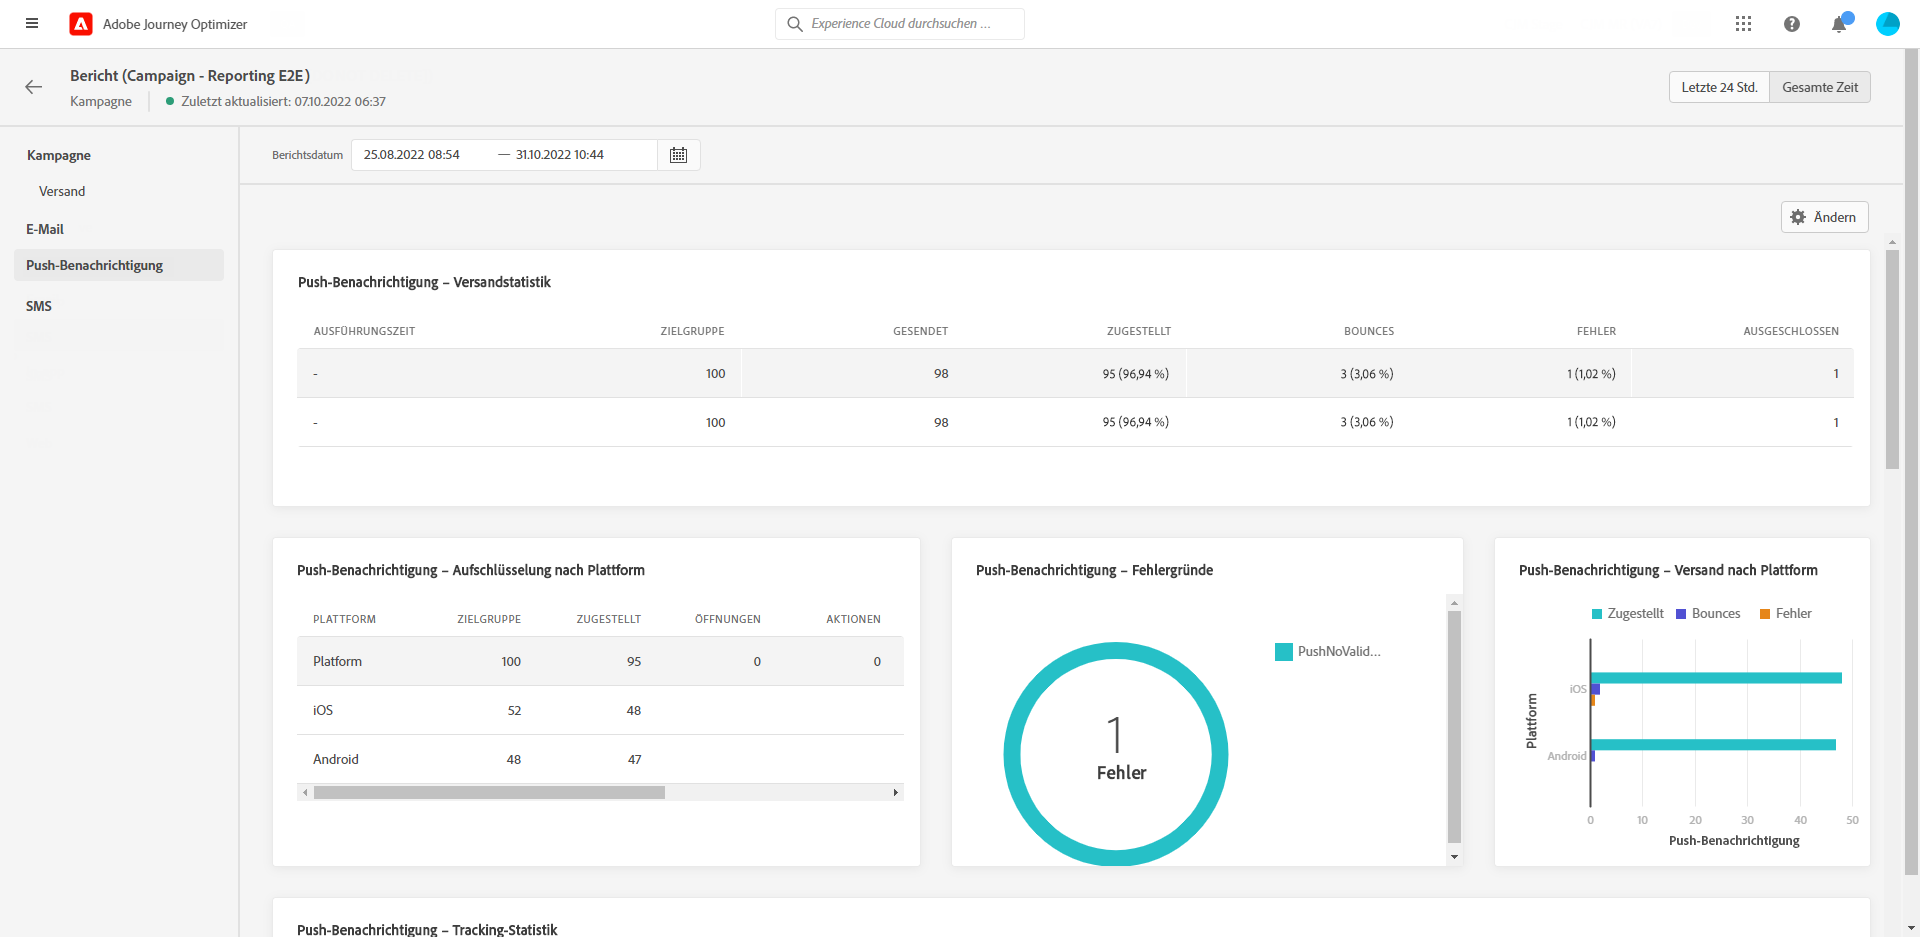 Adobe Journey Optimizer
Experience Cloud durchsuchen ...
Bericht (Campaign - Reporting E2E)
Kampagne
Zuletzt aktualisiert: 07.10.2022 06:37
Letzte 24 Std.
Gesamte Zeit
Kampagne
Versand
E-Mail
Push-Benachrichtigung
SMS
Berichtsdatum
25.08.2022 08:54 — 31.10.2022 10:44
Ändern
Push-Benachrichtigung – Versandstatistik
AUSFÜHRUNGSZEIT ZIELGRUPPE GESENDET ZUGESTELLT BOUNCES FEHLER AUSGESCHLOSSEN
- 100 98 95 (96,94 %) 3 (3,06 %) 1 (1,02 %) 1
- 100 98 95 (96,94 %) 3 (3,06 %) 1 (1,02 %) 1
Push-Benachrichtigung – Aufschlüsselung nach Plattform
PLATTFORM ZIELGRUPPE ZUGESTELLT ÖFFNUNGEN AKTIONEN
Platform 100 95 0 0
iOS 52 48
Android 48 47
Push-Benachrichtigung – Fehlergründe
PushNoValid...
1
Fehler
Push-Benachrichtigung – Versand nach Plattform
Zugestellt Bounces Fehler
Plattform
iOS
Android
0 10 20 30 40 50
Push-Benachrichtigung
Push-Benachrichtigung – Tracking-Statistik